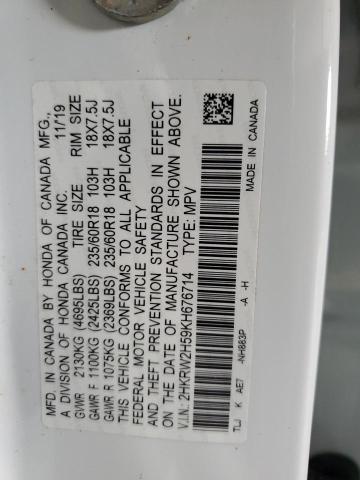 MFD. IN CANADA BY HONDA OF CANADA MFG.,
A DIVISION OF HONDA CANADA INC. 11/19
TIRE SIZE RIM SIZE
GVWR 2130KG (4695LBS)
GAWR F 1100KG (2425LBS) 235/60R18 103H 18X7.5J
GAWR R 1075KG (2369LBS) 235/60R18 103H 18X7.5J
THIS VEHICLE CONFORMS TO ALL APPLICABLE
FEDERAL MOTOR VEHICLE SAFETY
AND THEFT PREVENTION STANDARDS IN EFFECT
ON THE DATE OF MANUFACTURE SHOWN ABOVE.
V.I.N.: 2HKRW2H59KH676714 TYPE: MPV
-NH883P -A -H
TLJ K AE7
MADE IN CANADA